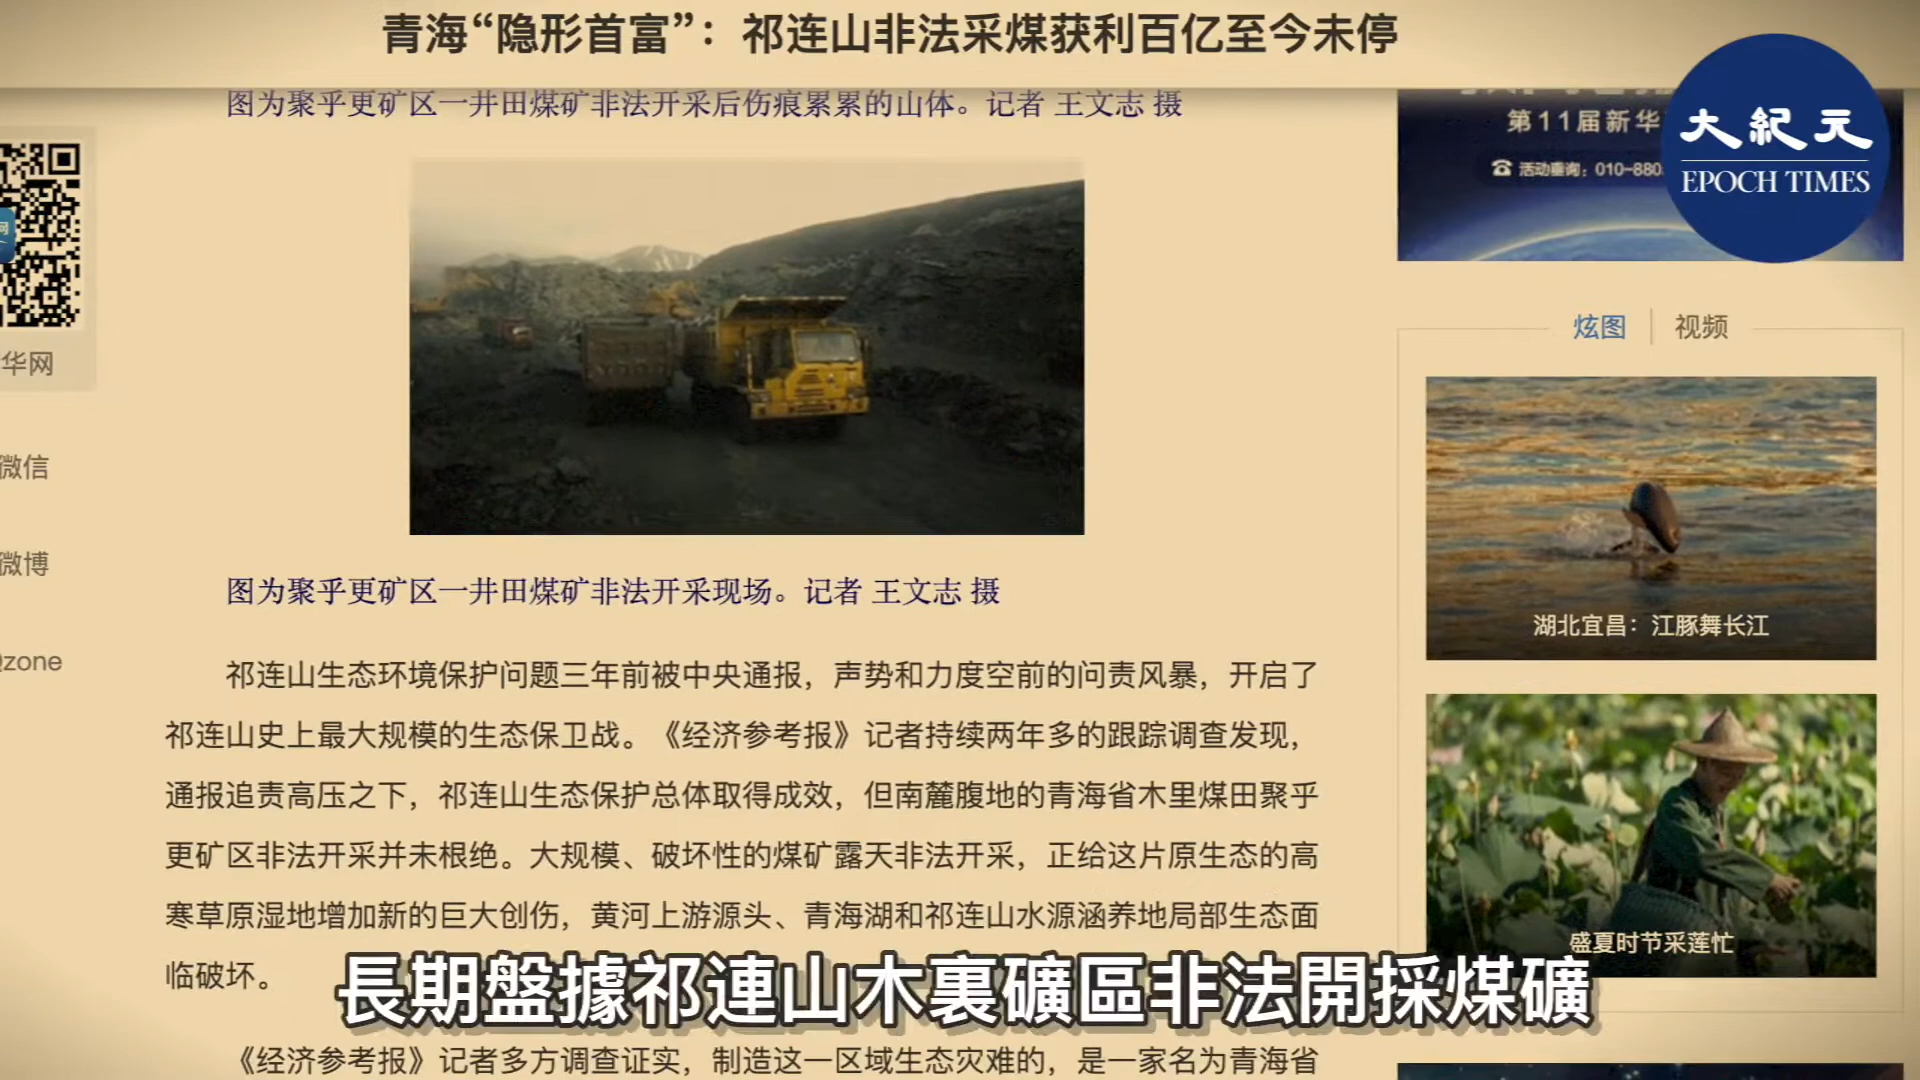 青海“隐形首富”：祁连山非法采煤获利百亿至今未停
图为聚乎更矿区一井田煤矿非法开采后伤痕累累的山体。记者 王文志 摄
第11届新华
活动垂询：010-880
大紀元
EPOCH TIMES
网
华网
微信
微博
zone
炫图
视频
图为聚乎更矿区一井田煤矿非法开采现场。记者 王文志 摄
祁连山生态环境保护问题三年前被中央通报，声势和力度空前的问责风暴，开启了
祁连山史上最大规模的生态保卫战。《经济参考报》记者持续两年多的跟踪调查发现，
通报追责高压之下，祁连山生态保护总体取得成效，但南麓腹地的青海省木里煤田聚乎
更矿区非法开采并未根绝。大规模、破坏性的煤矿露天非法开采，正给这片原生态的高
寒草原湿地增加新的巨大创伤，黄河上游源头、青海湖和祁连山水源涵养地局部生态面
临破坏。
湖北宜昌：江豚舞长江
盛夏时节采莲忙
長期盤據祁連山木裏礦區非法開採煤礦
《经济参考报》记者多方调查证实，制造这一区域生态灾难的，是一家名为青海省